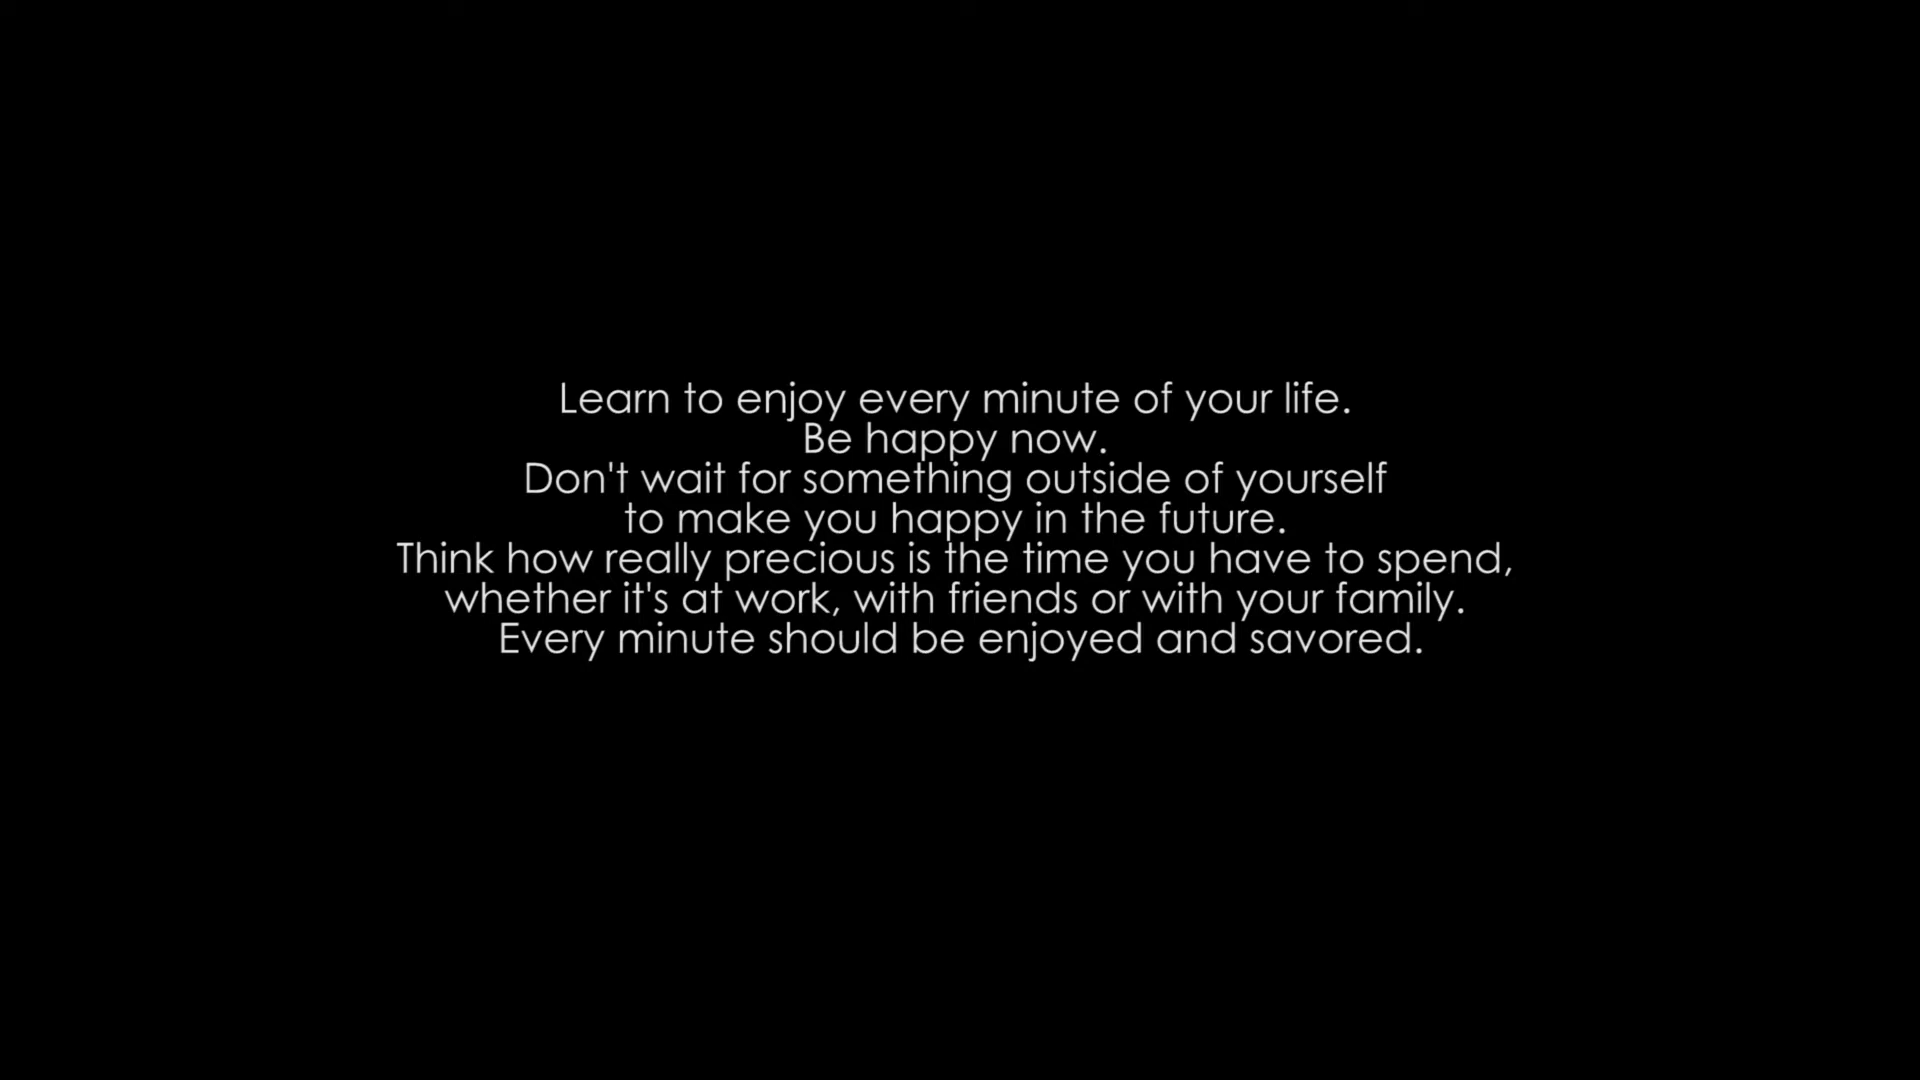 Learn to enjoy every minute of your life.
Be happy now.
Don't wait for something outside of yourself
to make you happy in the future.
Think how really precious is the time you have to spend,
whether it's at work, with friends or with your family.
Every minute should be enjoyed and savored.